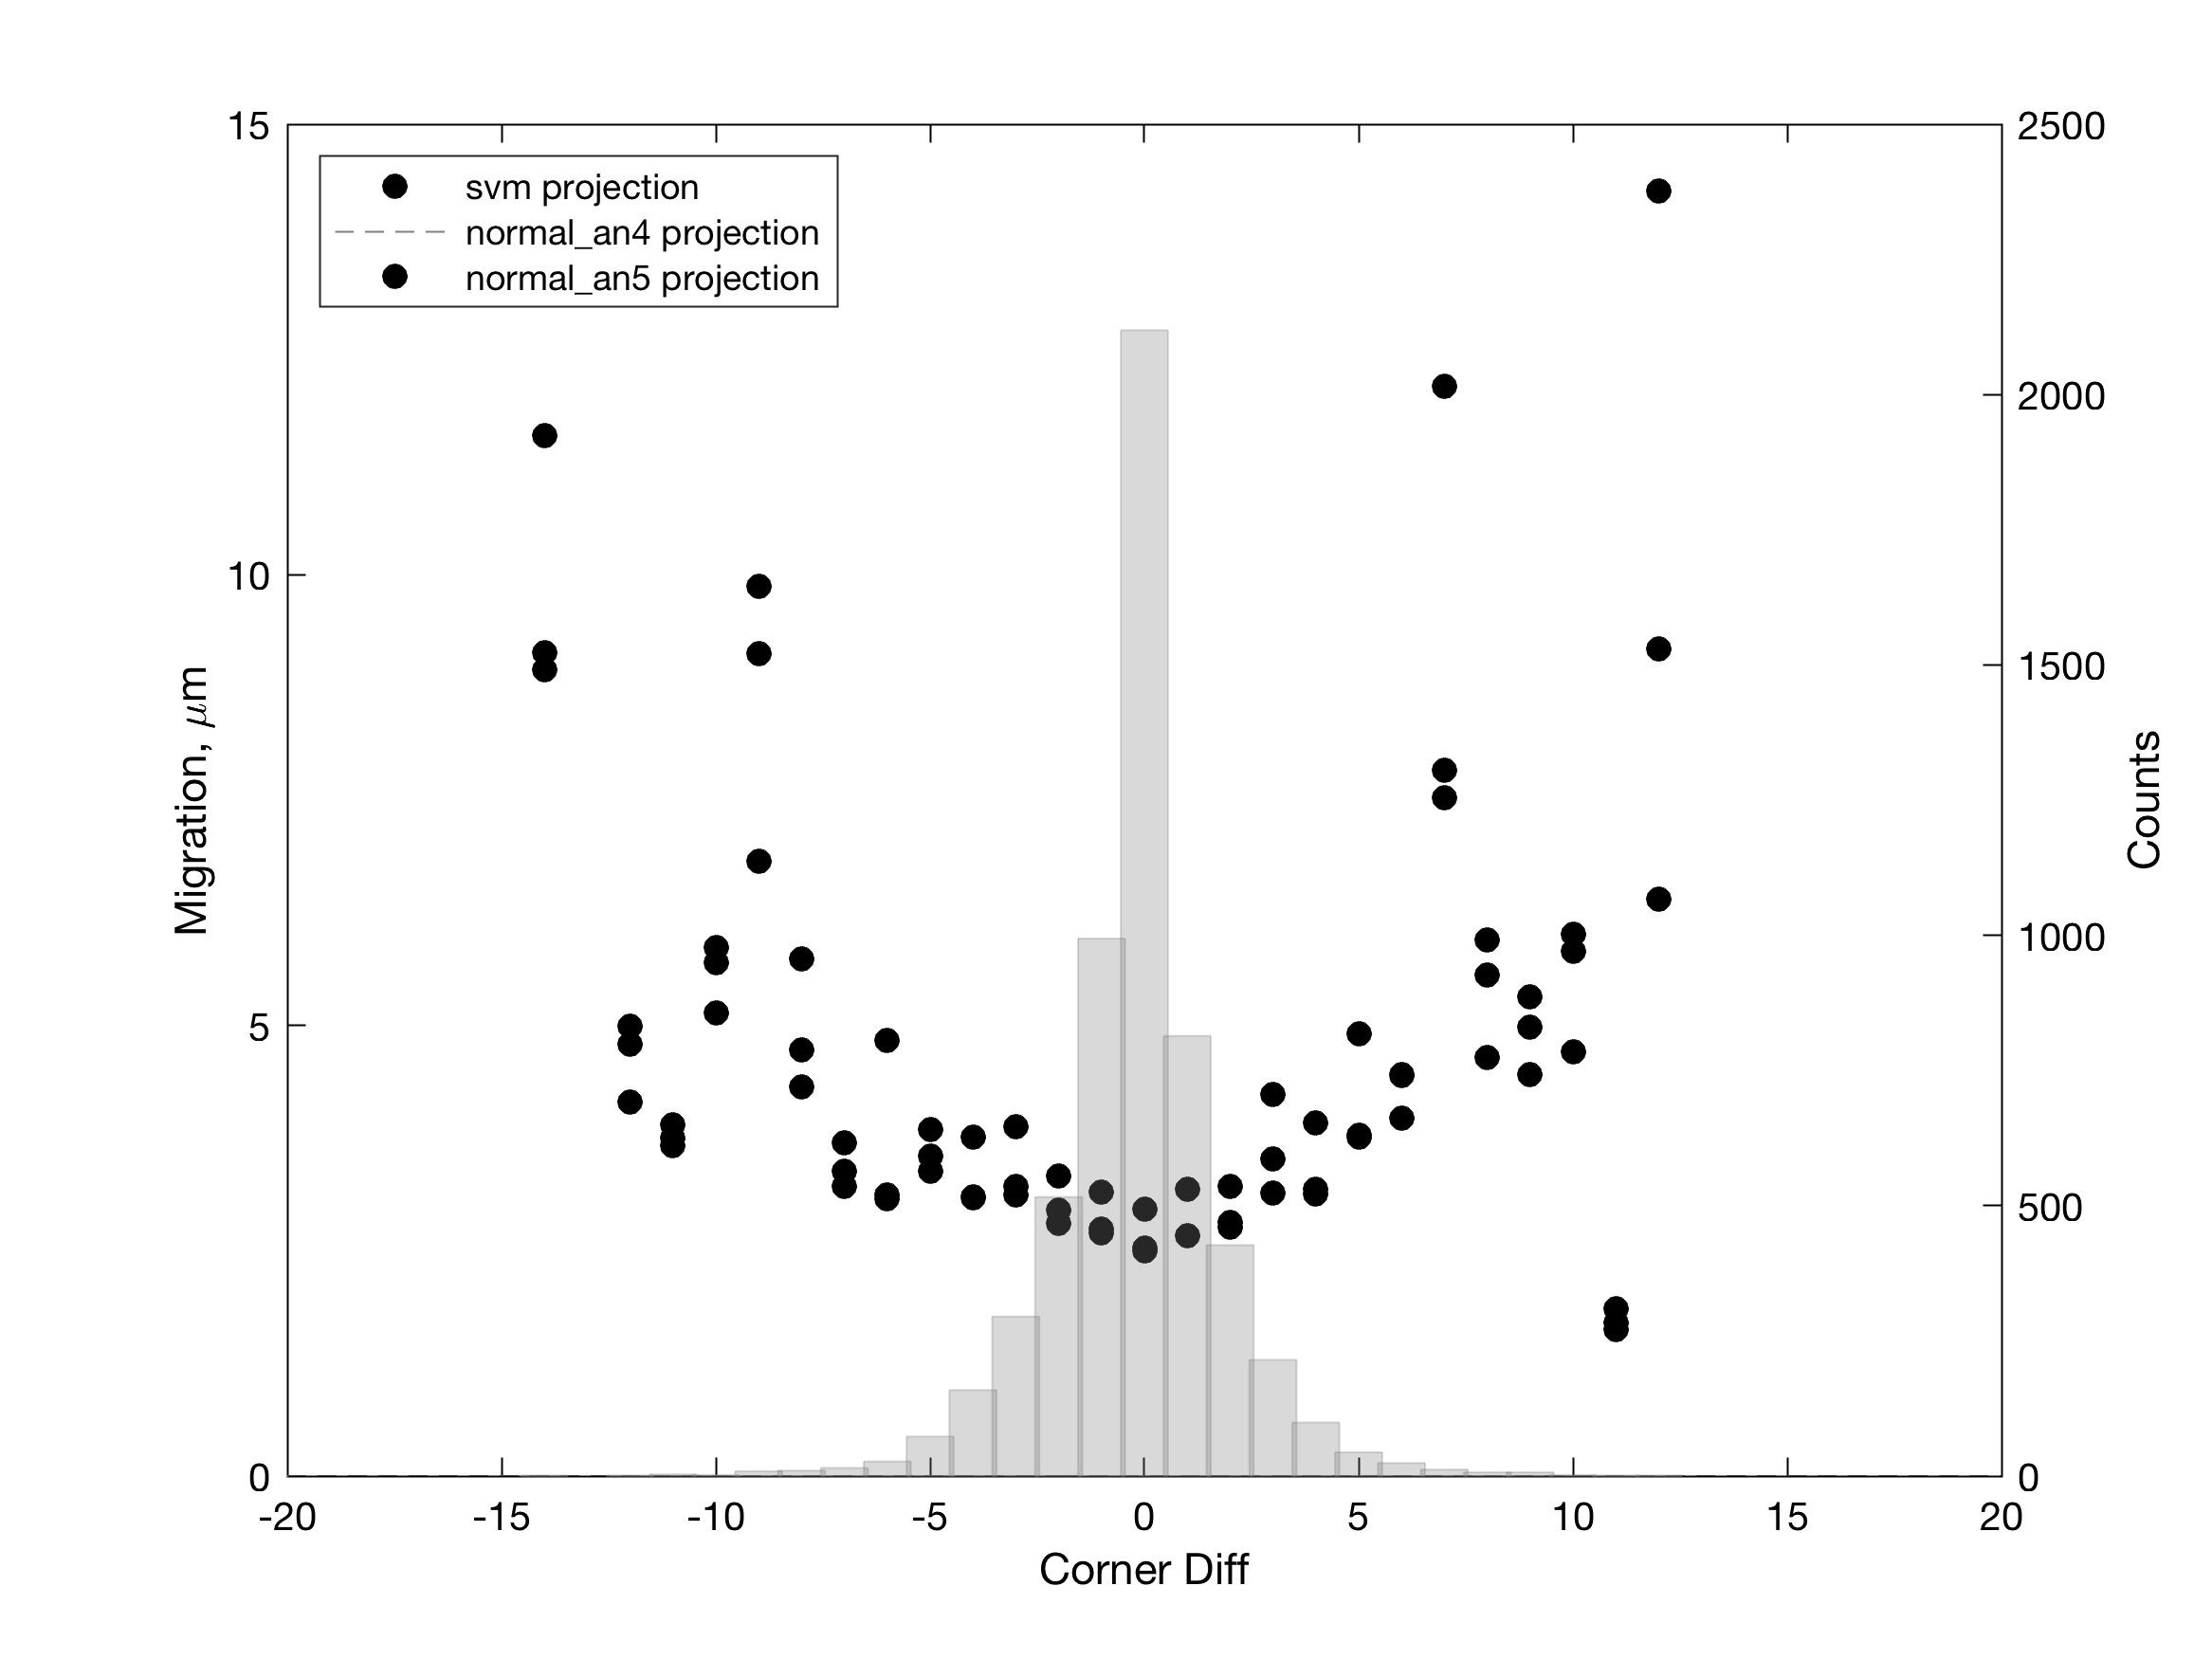 15
2500
svm projection
normal_an4 projection
normal_an5 projection
2000
10
1500
Migration, μm
Counts
1000
5
500
0
0
-20 -15 -10 -5 0 5 10 15 20
Corner Diff